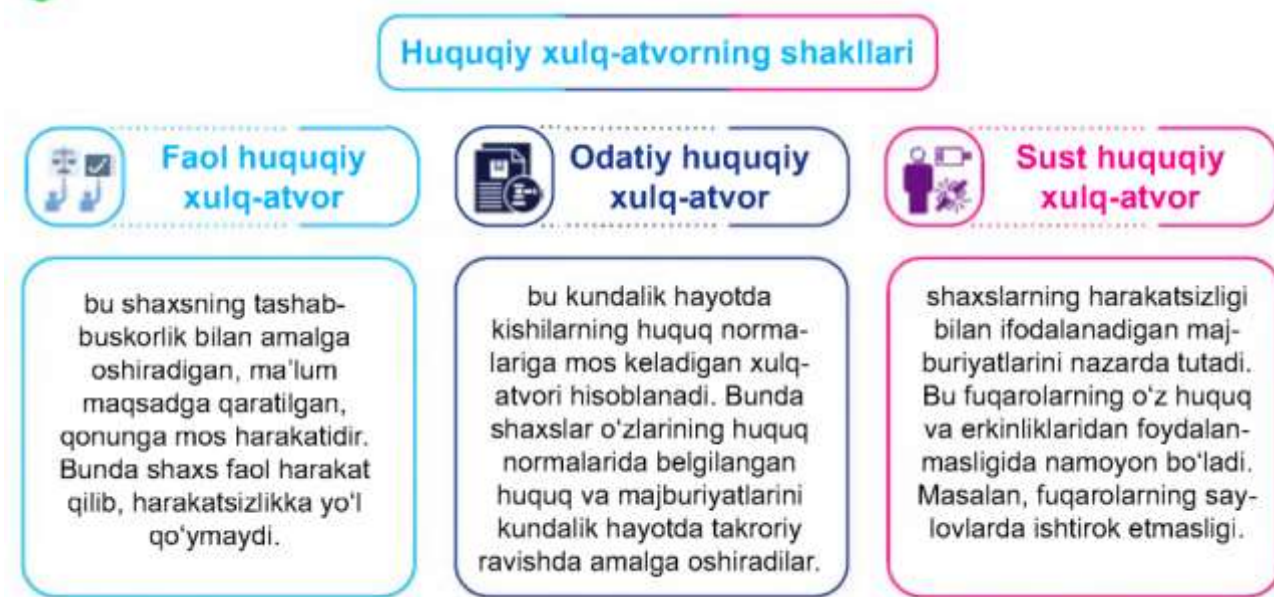 Huquqiy xulq-atvorning shakllari
Faol huquqiy
xulq-atvor
bu shaxsning tashab-
buskorlik bilan amalga
oshiradigan, ma’lum
maqsadga qaratilgan,
qonunga mos harakatidir.
Bunda shaxs faol harakat
qilib, harakatsizlikka yo‘l
qo‘ymaydi.
Odatiy huquqiy
xulq-atvor
bu kundalik hayotda
kishilarning huquq norma-
lariga mos keladigan xulq-
atvori hisoblanadi. Bunda
shaxslar o‘zlarining huquq
normalarida belgilangan
huquq va majburiyatlarini
kundalik hayotda takroriy
ravishda amalga oshiradilar.
Sust huquqiy
xulq-atvor
shaxslarning harakatsizligi
bilan ifodalanadigan maj-
buriyatlarini nazarda tutadi.
Bu fuqarolarning o‘z huquq
va erkinliklaridan foydalan-
masligida namoyon bo‘ladi.
Masalan, fuqarolarning say-
lovlarda ishtirok etmasligi.